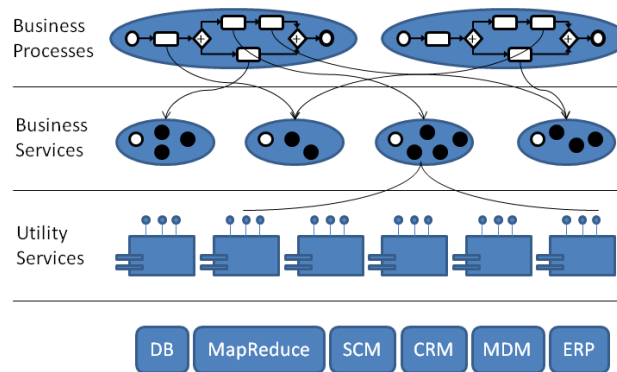 Business
Processes
Business
Services
Utility
Services
DB
MapReduce
SCM
CRM
MDM
ERP